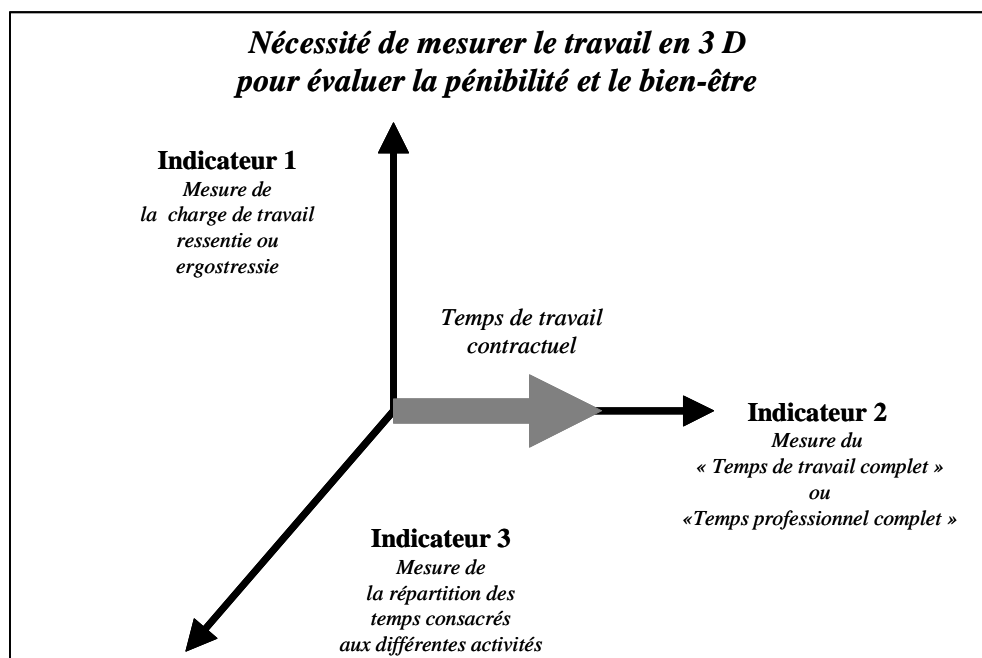 Nécessité de mesurer le travail en 3 D
pour évaluer la pénibilité et le bien-être
Indicateur 1
Mesure de
la charge de travail
ressentie ou
ergostressie
Temps de travail
contractuel
Indicateur 2
Mesure du
« Temps de travail complet »
ou
«Temps professionnel complet »
Indicateur 3
Mesure de
la répartition des
temps consacrés
aux différentes activités